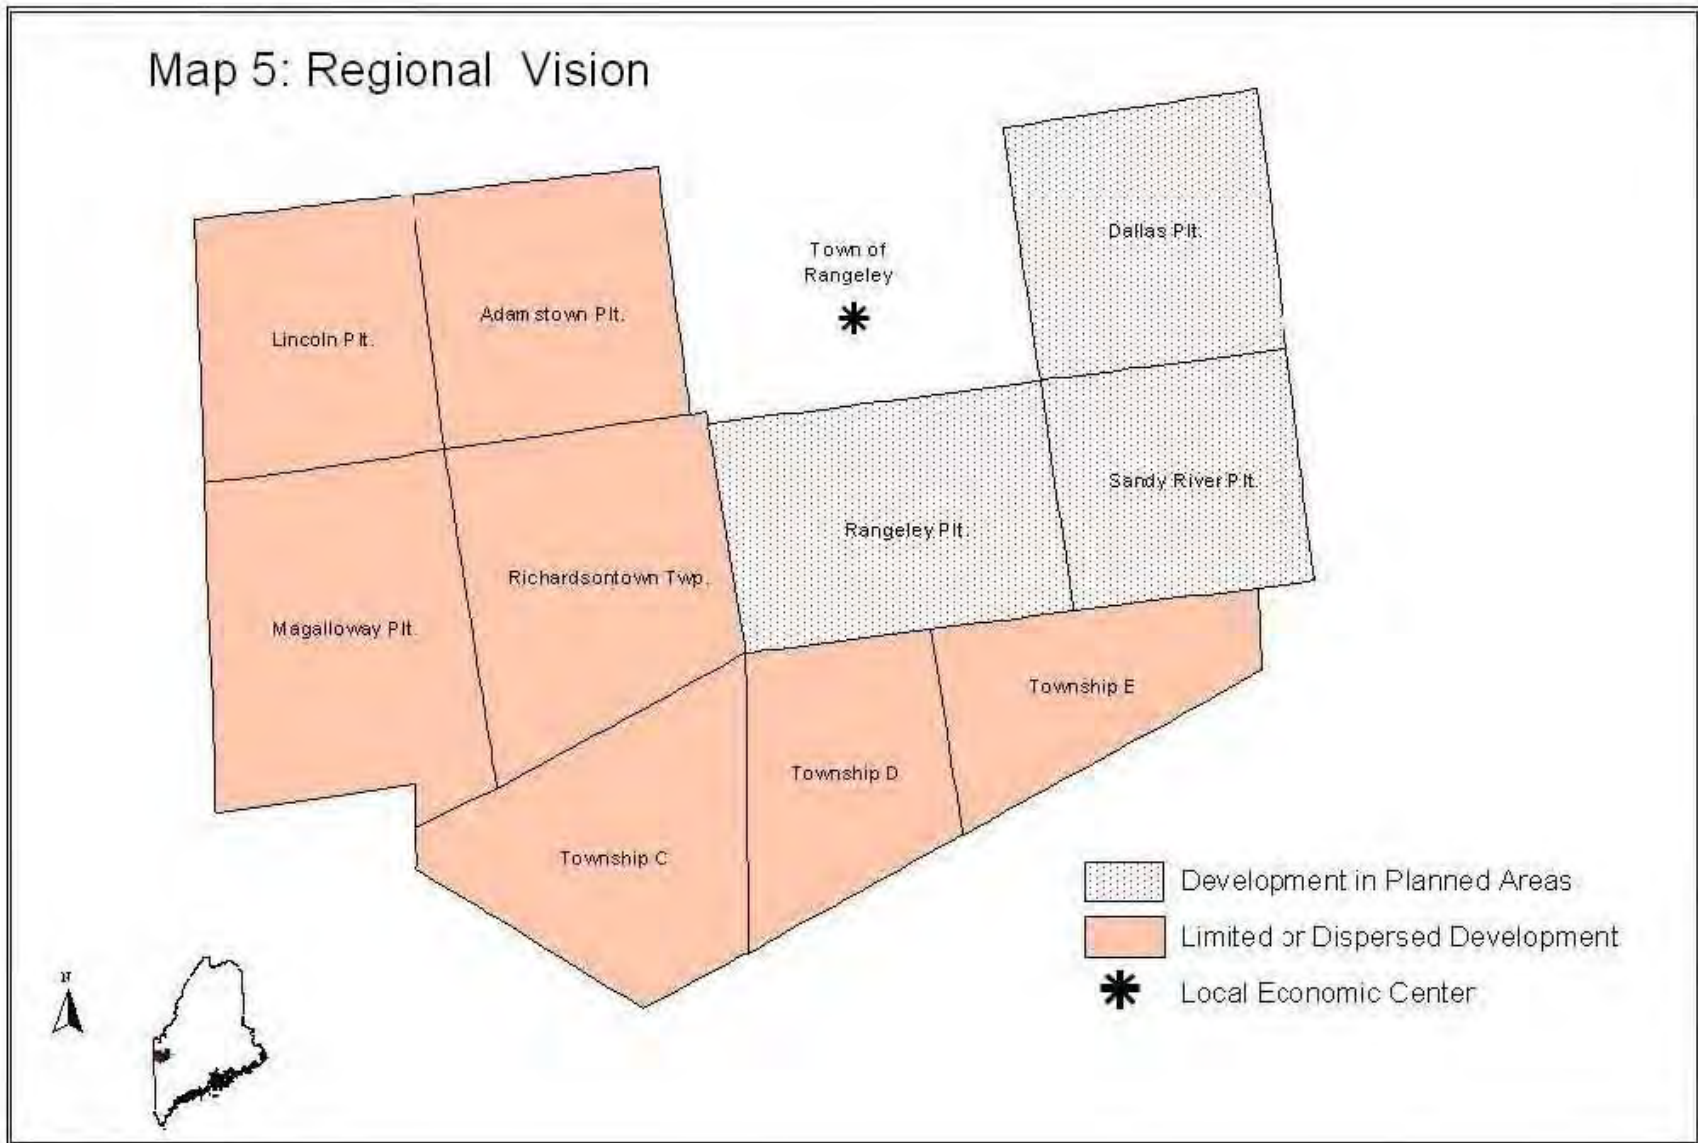 Map 5: Regional Vision
Dallas Plt.
Town of
Rangeley
Adamstown Plt.
Lincoln Plt.
Sandy River Plt.
Rangeley Plt.
Richardsontown Twp.
Magalloway Plt.
Township E
Township D
Township C
Development in Planned Areas
Limited or Dispersed Development
Local Economic Center
N